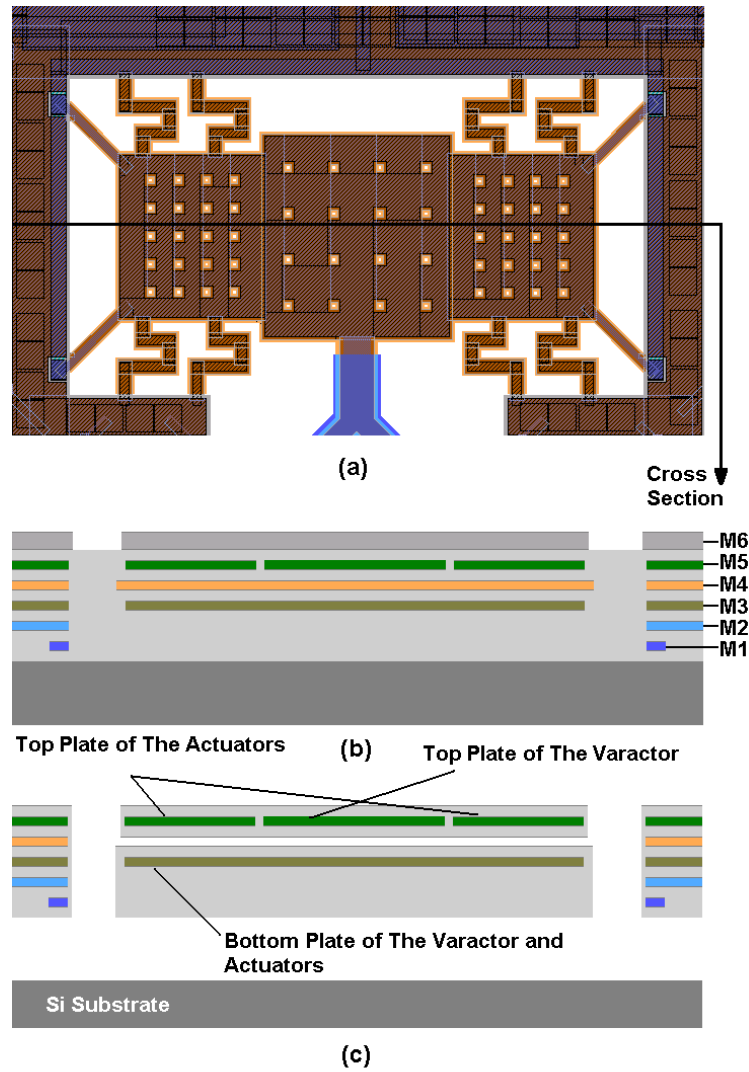 (a)
Cross
Section
M6
M5
M4
M3
M2
M1
(b)
Top Plate of The Actuators
Top Plate of The Varactor
Bottom Plate of The Varactor and
Actuators
Si Substrate
(c)